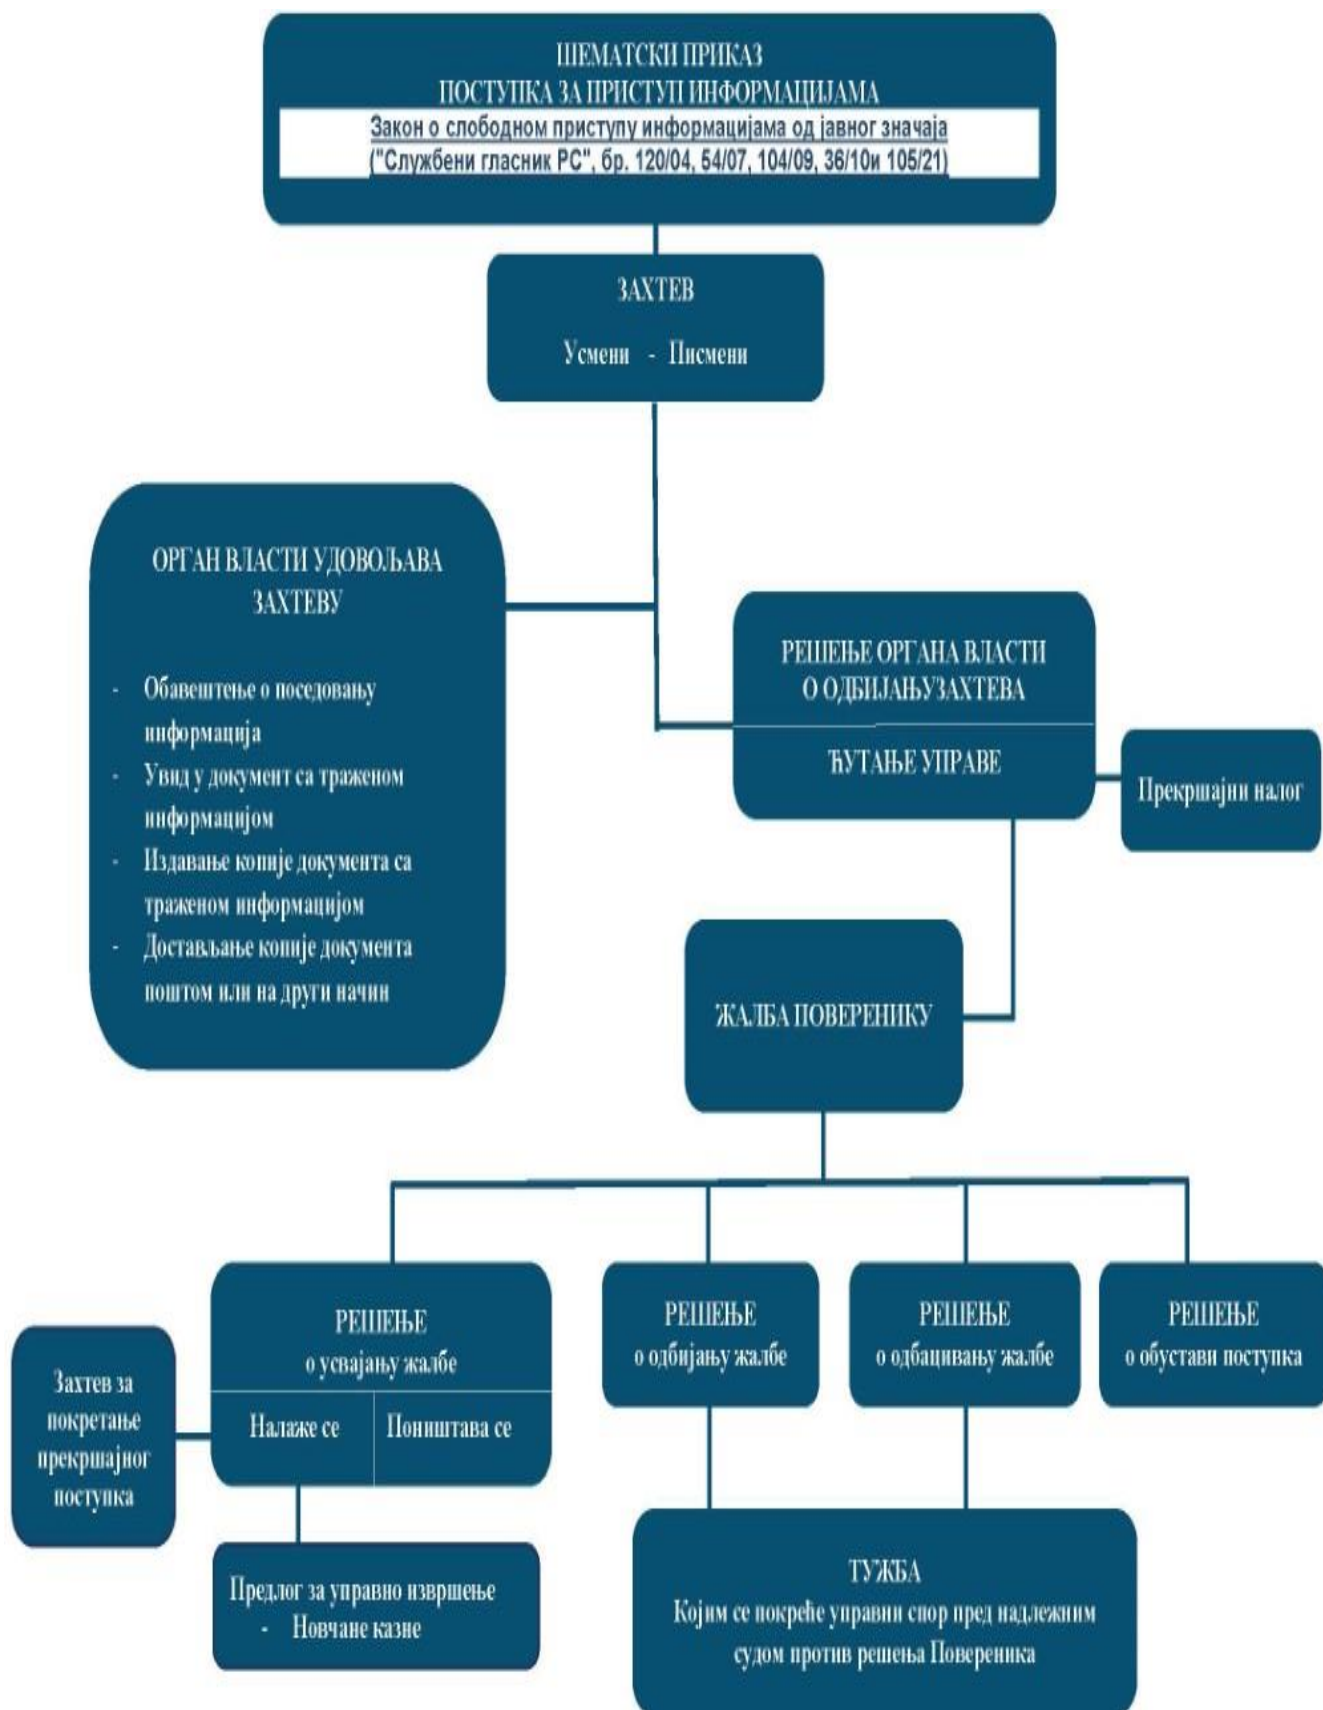 ШЕМАТСКИ ПРИКАЗ
ПОСТУПКА ЗА ПРИСТУП ИНФОРМАЦИЈАМА
Закон о слободном приступу информацијама од јавног значаја
("Службени гласник РС", бр. 120/04, 54/07, 104/09, 36/10и 105/21)
ЗАХТЕВ
Усмени - Писмени
ОРГАН ВЛАСТИ УДОВОЉАВА
ЗАХТЕВУ
- Обавештење о поседовању
информација
- Увид у документ са траженом
информацијом
- Издавање копије документа са
траженом информацијом
- Достављање копије документа
поштом или на други начин
РЕШЕЊЕ ОРГАНА ВЛАСТИ
О ОДБИЈАЊУЗАХТЕВА
ЋУТАЊЕ УПРАВЕ
Прекршајни налог
ЖАЛБА ПОВЕРЕНИКУ
РЕШЕЊЕ
о усвајању жалбе
Налаже се
Поништава се
РЕШЕЊЕ
о одбијању жалбе
РЕШЕЊЕ
о одбацивању жалбе
РЕШЕЊЕ
о обустави поступка
Захтев за
покретање
прекршајног
поступка
Предлог за управно извршење
- Новчане казне
ТУЖБА
Којим се покреће управни спор пред надлежним
судом против решења Повереника